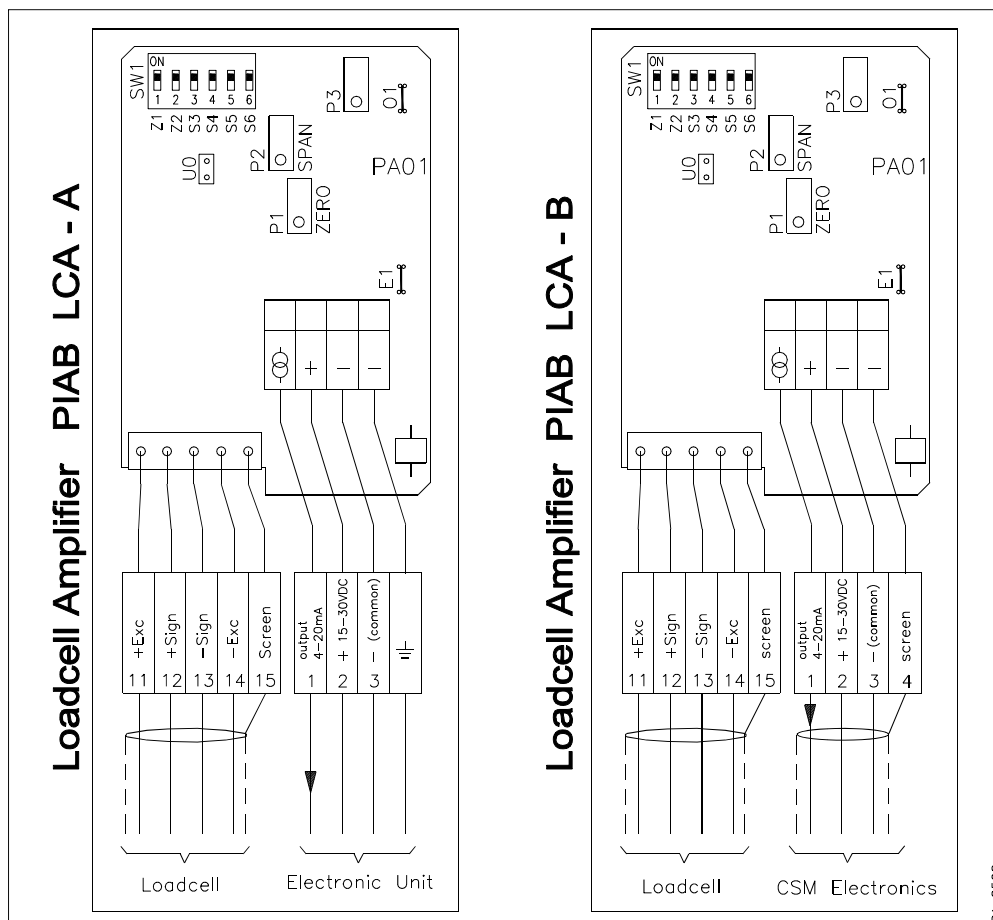 Loadcell Amplifier PIAB LCA - A
SW1
ON
1 2 3 4 5 6
Z1 Z2 S3 S4 S5 S6
P3
O1
U0
P2
SPAN
PA01
P1
ZERO
E1
+ − −
+Exc
+Sign
−Sign
−Exc
Screen
11 12 13 14 15
output
4−20mA
+ 15−30VDC
− (common)
1 2 3
Loadcell
Electronic Unit
Loadcell Amplifier PIAB LCA - B
SW1
ON
1 2 3 4 5 6
Z1 Z2 S3 S4 S5 S6
P3
O1
U0
P2
SPAN
PA01
P1
ZERO
E1
+ − −
+Exc
+Sign
−Sign
−Exc
screen
11 12 13 14 15
output
4−20mA
+ 15−30VDC
− (common)
screen
1 2 3 4
Loadcell
CSM Electronics